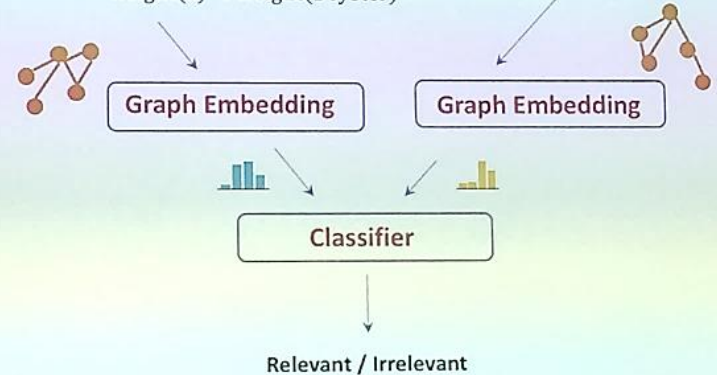 Graph Embedding
Graph Embedding
Classifier
Relevant / Irrelevant